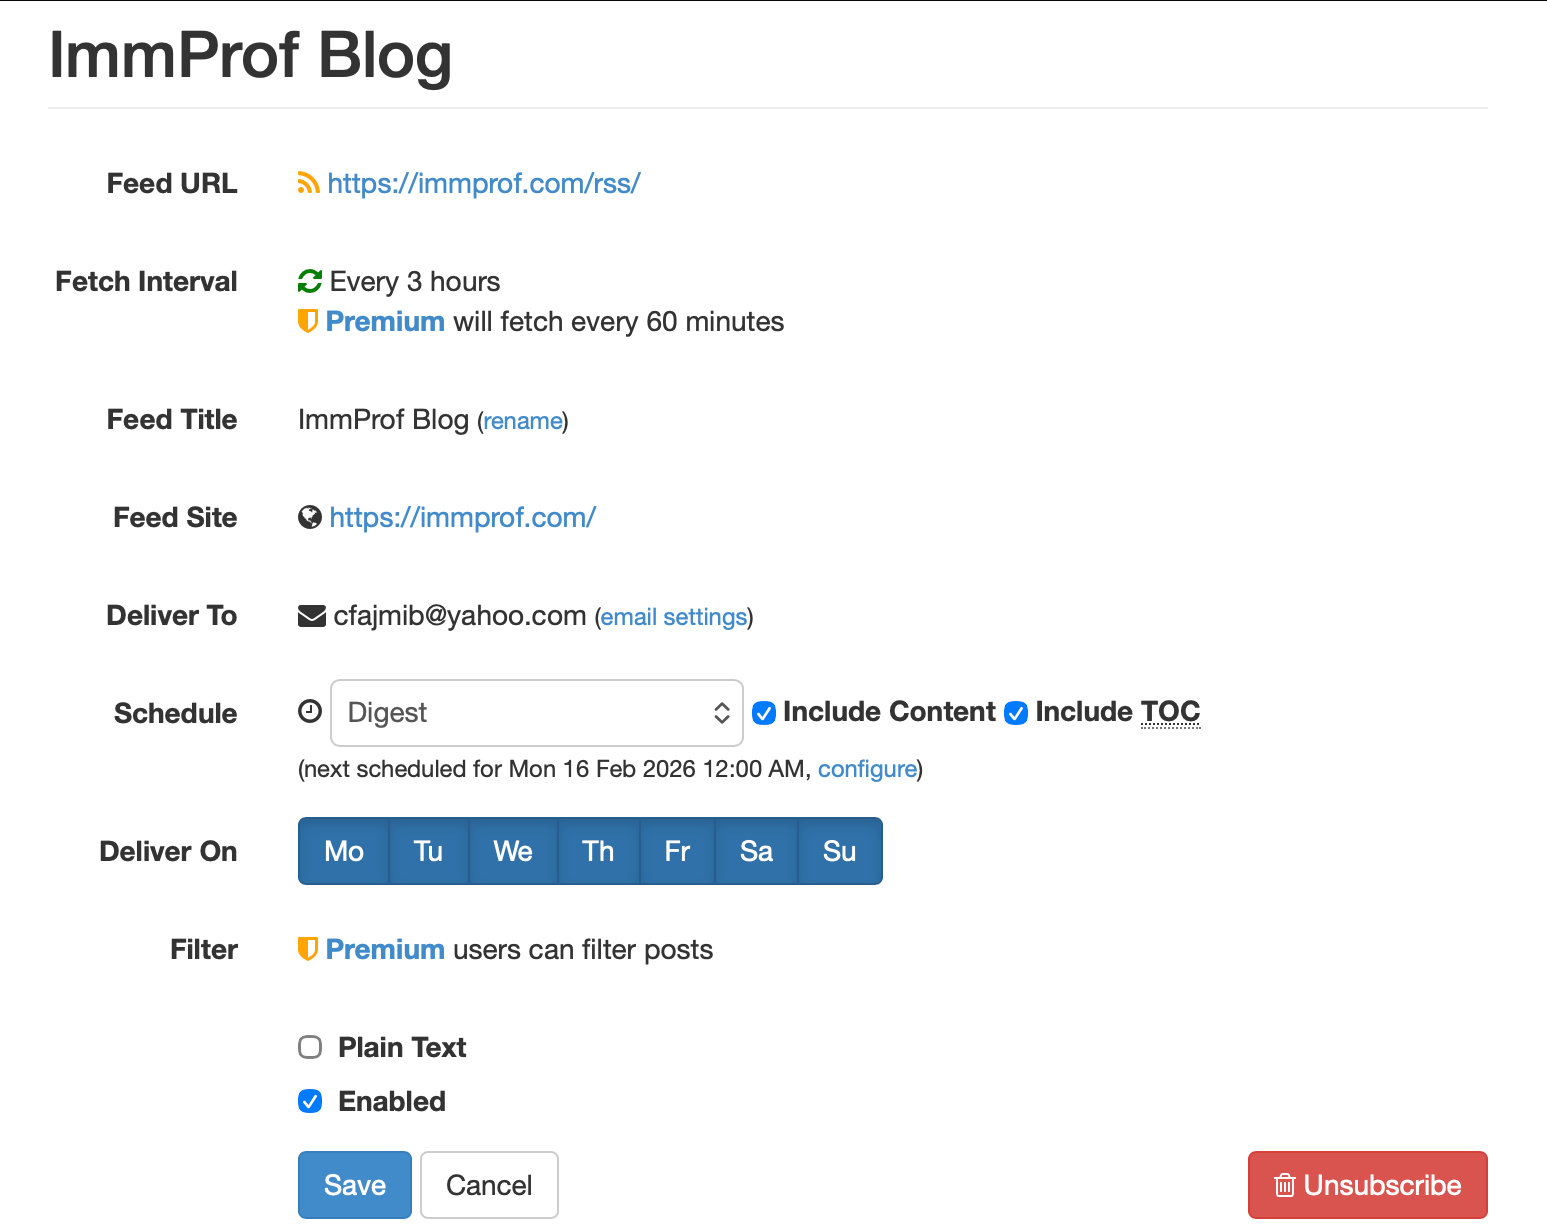 ImmProf Blog
Feed URL https://immprof.com/rss/
Fetch Interval Every 3 hours
Premium will fetch every 60 minutes
Feed Title ImmProf Blog (rename)
Feed Site https://immprof.com/
Deliver To cfajmib@yahoo.com (email settings)
Schedule Digest Include Content Include TOC
(next scheduled for Mon 16 Feb 2026 12:00 AM, configure)
Deliver On Mo Tu We Th Fr Sa Su
Filter Premium users can filter posts
Plain Text
Enabled
Save Cancel Unsubscribe